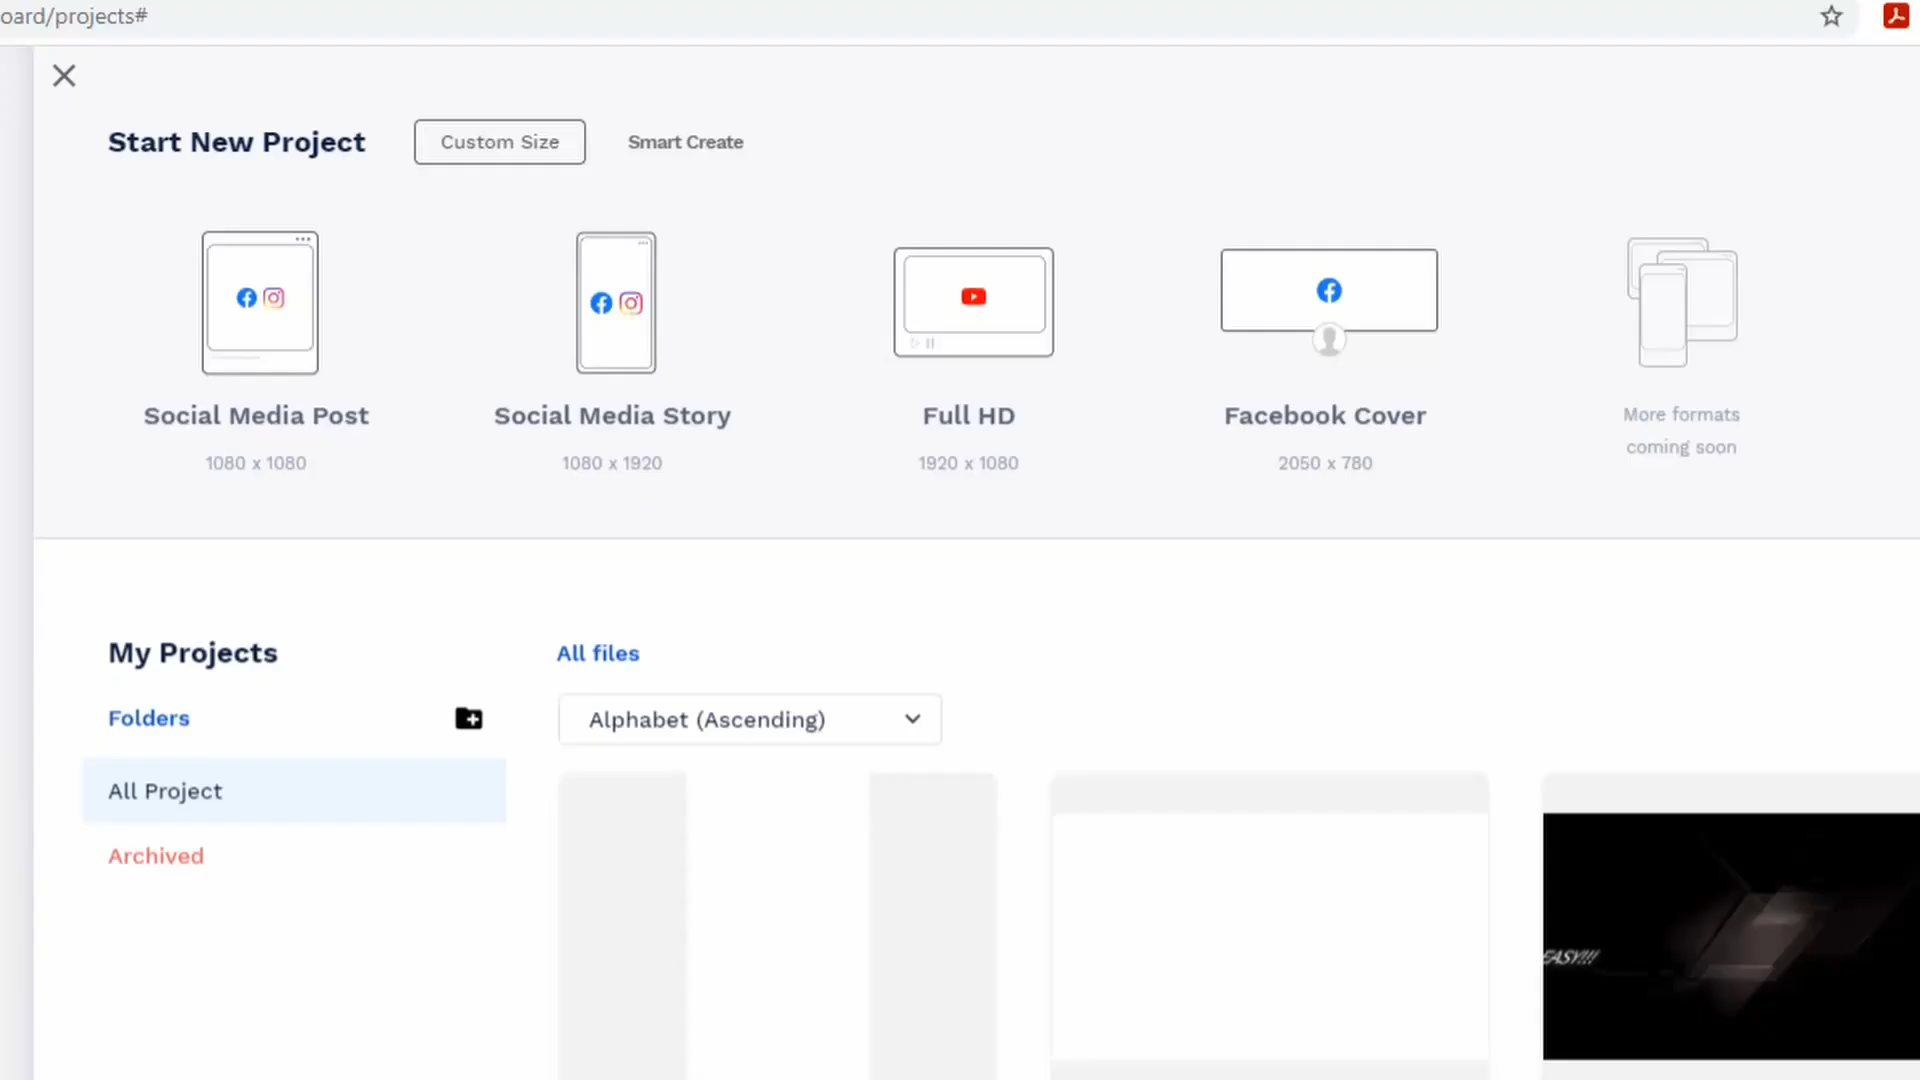 oard/projects#
Start New Project
Custom Size
Smart Create
Social Media Post
1080 x 1080
Social Media Story
1080 x 1920
Full HD
1920 x 1080
Facebook Cover
2050 x 780
More formats
coming soon
My Projects
Folders
All Project
Archived
All files
Alphabet (Ascending)
EASY!!!